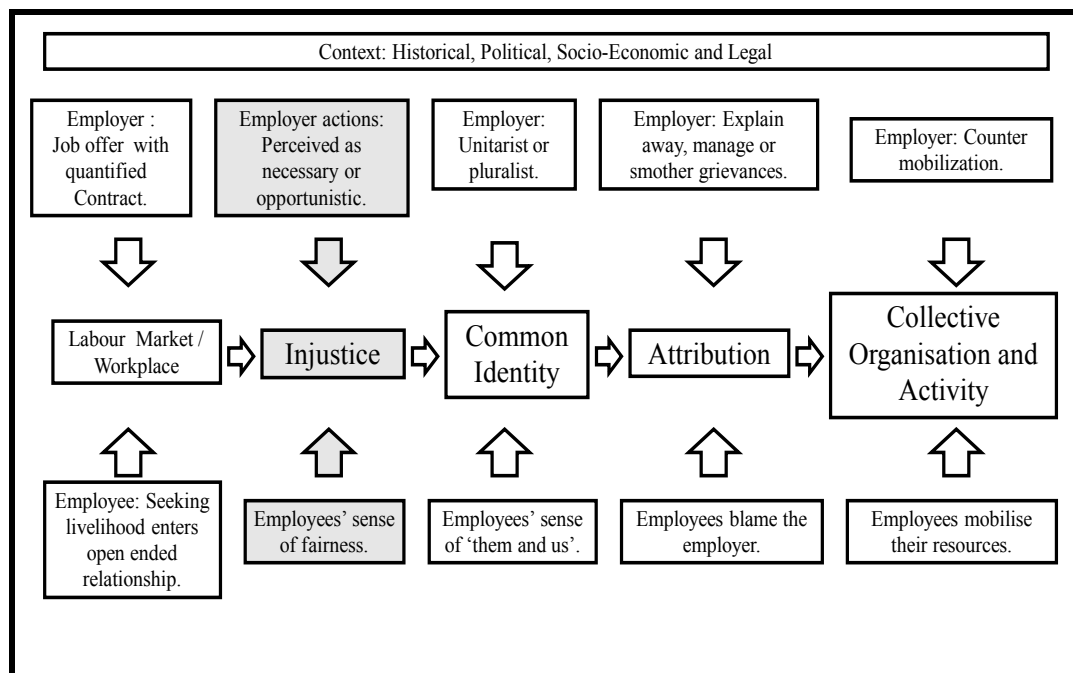 Context: Historical, Political, Socio-Economic and Legal
Employer :
Job offer with
quantified
Contract.
Employer actions:
Perceived as
necessary or
opportunistic.
Employer:
Unitarist or
pluralist.
Employer: Explain
away, manage or
smother grievances.
Employer: Counter
mobilization.
Labour Market /
Workplace
Injustice
Common
Identity
Attribution
Collective
Organisation and
Activity
Employee: Seeking
livelihood enters
open ended
relationship.
Employees’ sense
of fairness.
Employees’ sense
of ‘them and us’.
Employees blame the
employer.
Employees mobilise
their resources.